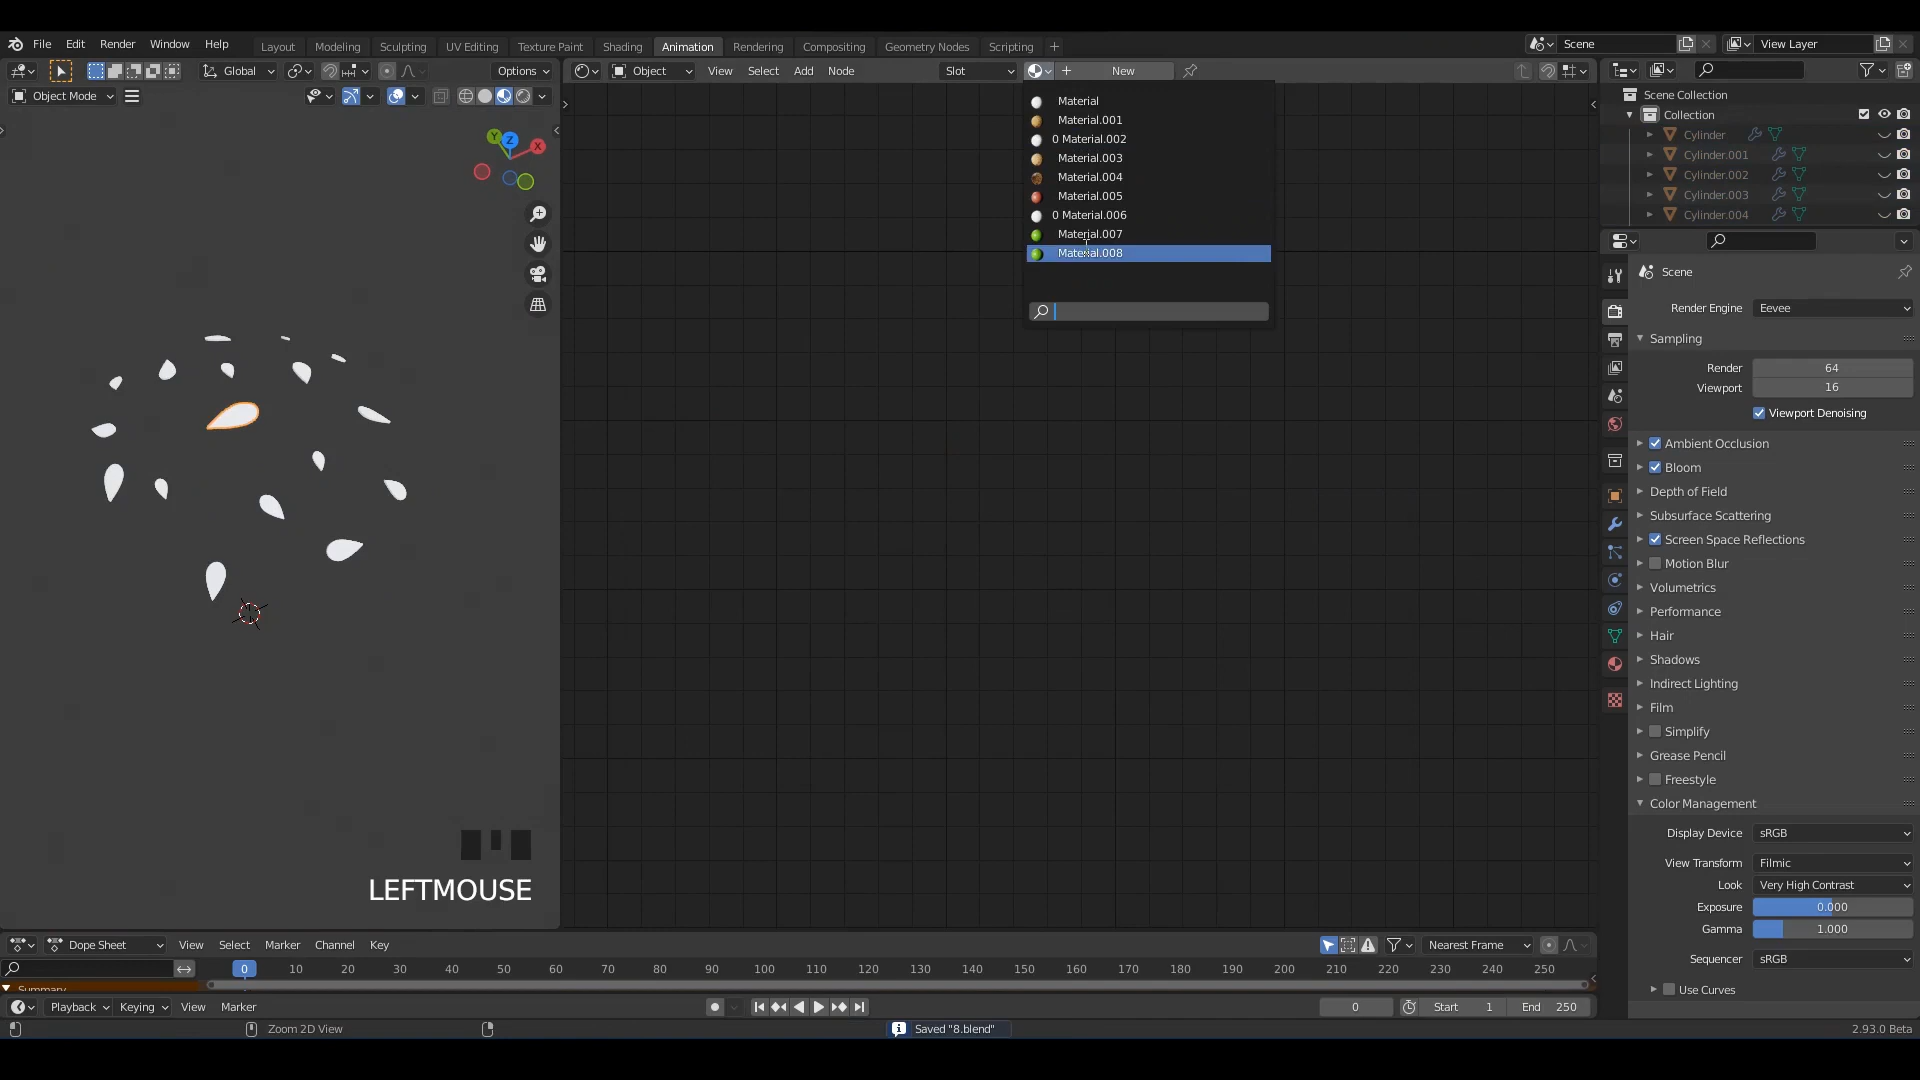 File Edit Render Window Help Layout Modeling Sculpting UV Editing Texture Paint Shading Animation Rendering Compositing Geometry Nodes Scripting + Scene View Layer
Global Options Object View Select Add Node Slot New
Object Mode
Material
Material.001
0 Material.002
Material.003
Material.004
Material.005
0 Material.006
Material.007
Material.008
Y Z X
Scene Collection
Collection
Cylinder
Cylinder.001
Cylinder.002
Cylinder.003
Cylinder.004
Scene
Render Engine Eevee
Sampling
Render 64
Viewport 16
Viewport Denoising
Ambient Occlusion
Bloom
Depth of Field
Subsurface Scattering
Screen Space Reflections
Motion Blur
Volumetrics
Performance
Hair
Shadows
Indirect Lighting
Film
Simplify
Grease Pencil
Freestyle
Color Management
Display Device sRGB
View Transform Filmic
Look Very High Contrast
Exposure 0.000
Gamma 1.000
Sequencer sRGB
Use Curves
LEFTMOUSE
Dope Sheet View Select Marker Channel Key Nearest Frame
0 10 20 30 40 50 60 70 80 90 100 110 120 130 140 150 160 170 180 190 200 210 220 230 240 250
Summary
Playback Keying View Marker 0 Start 1 End 250
Zoom 2D View Saved "8.blend" 2.93.0 Beta